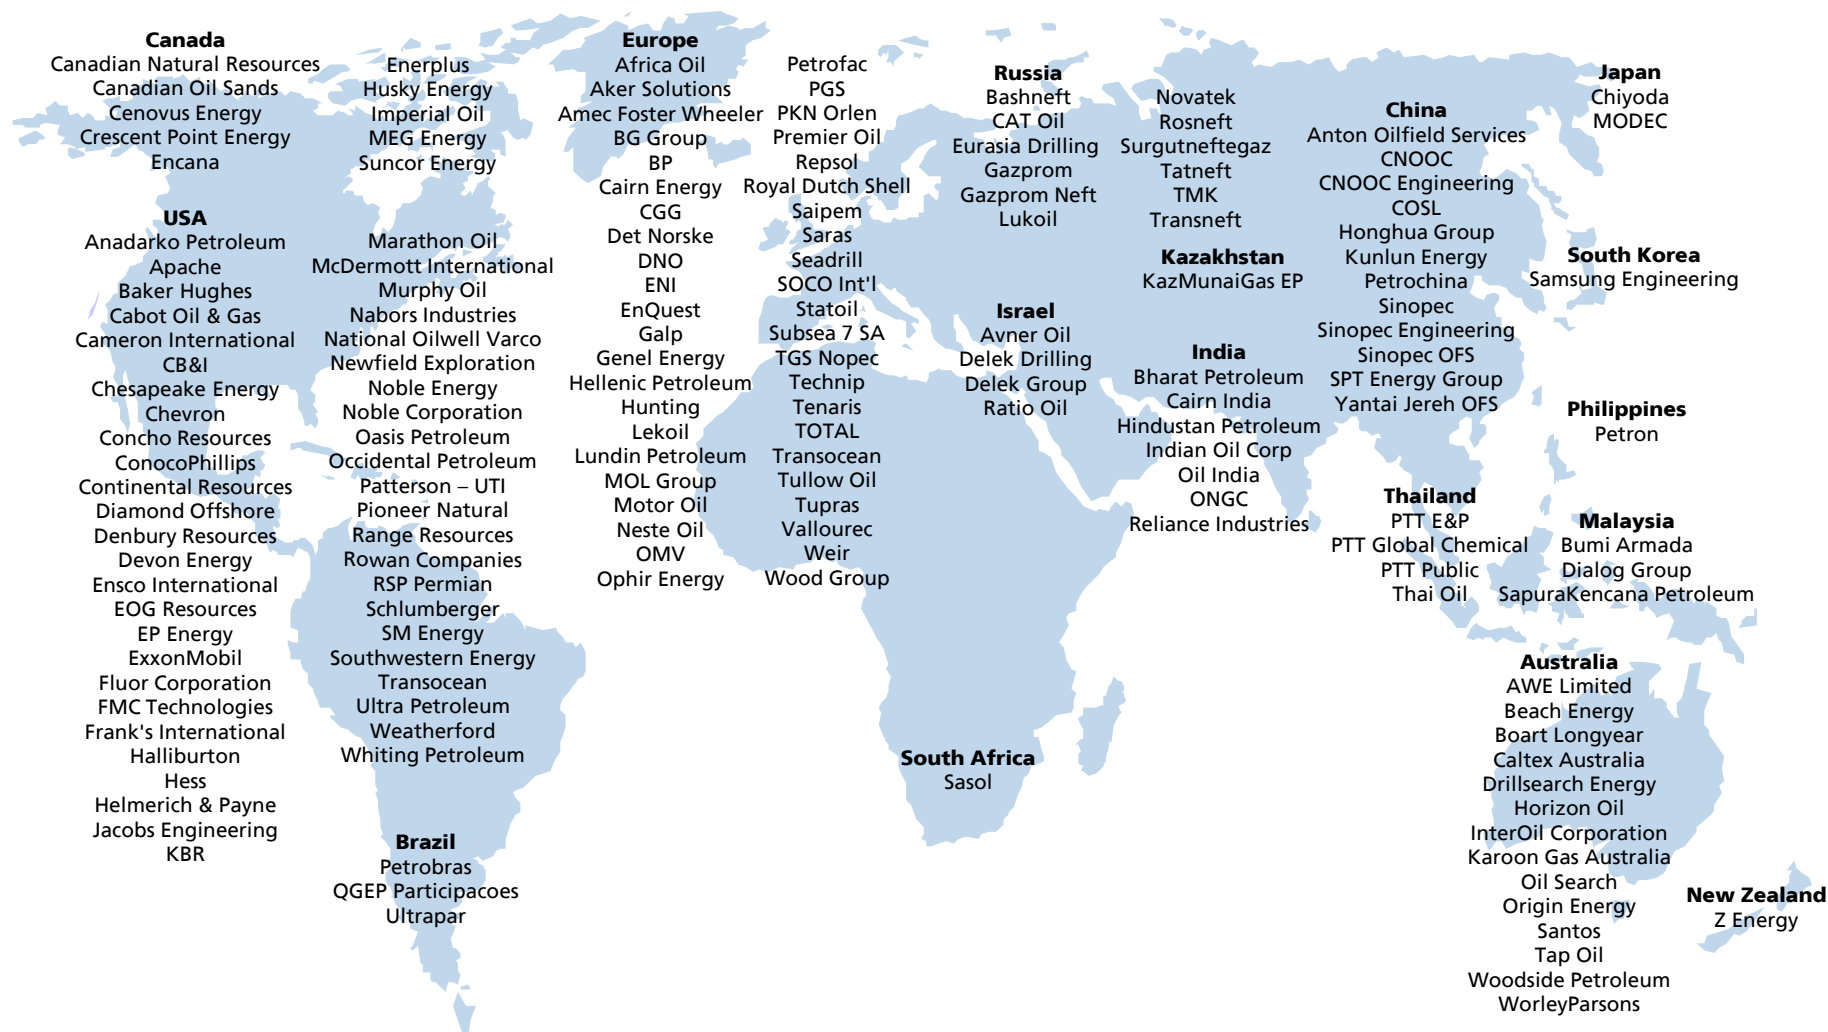 Canada
Canadian Natural Resources
Canadian Oil Sands
Cenovus Energy
Crescent Point Energy
Encana
Enerplus
Husky Energy
Imperial Oil
MEG Energy
Suncor Energy
USA
Anadarko Petroleum
Apache
Baker Hughes
Cabot Oil & Gas
Cameron International
CB&I
Chesapeake Energy
Chevron
Concho Resources
ConocoPhillips
Continental Resources
Diamond Offshore
Denbury Resources
Devon Energy
Ensco International
EOG Resources
EP Energy
ExxonMobil
Fluor Corporation
FMC Technologies
Frank's International
Halliburton
Hess
Helmerich & Payne
Jacobs Engineering
KBR
Marathon Oil
McDermott International
Murphy Oil
Nabors Industries
National Oilwell Varco
Newfield Exploration
Noble Energy
Noble Corporation
Oasis Petroleum
Occidental Petroleum
Patterson – UTI
Pioneer Natural
Range Resources
Rowan Companies
RSP Permian
Schlumberger
SM Energy
Southwestern Energy
Transocean
Ultra Petroleum
Weatherford
Whiting Petroleum
Brazil
Petrobras
QGEP Participacoes
Ultrapar
Europe
Africa Oil
Aker Solutions
Amec Foster Wheeler
BG Group
BP
Cairn Energy
CGG
Det Norske
DNO
ENI
EnQuest
Galp
Genel Energy
Hellenic Petroleum
Hunting
Lekoil
Lundin Petroleum
MOL Group
Motor Oil
Neste Oil
OMV
Ophir Energy
Petrofac
PGS
PKN Orlen
Premier Oil
Repsol
Royal Dutch Shell
Saipem
Saras
Seadrill
SOCO Int'l
Statoil
Subsea 7 SA
TGS Nopec
Technip
Tenaris
TOTAL
Transocean
Tullow Oil
Tupras
Vallourec
Weir
Wood Group
Russia
Bashneft
CAT Oil
Eurasia Drilling
Gazprom
Gazprom Neft
Lukoil
Novatek
Rosneft
Surgutneftegaz
Tatneft
TMK
Transneft
Kazakhstan
KazMunaiGas EP
Israel
Avner Oil
Delek Drilling
Delek Group
Ratio Oil
India
Bharat Petroleum
Cairn India
Hindustan Petroleum
Indian Oil Corp
Oil India
ONGC
Reliance Industries
South Africa
Sasol
China
Anton Oilfield Services
CNOOC
CNOOC Engineering
COSL
Honghua Group
Kunlun Energy
Petrochina
Sinopec
Sinopec Engineering
Sinopec OFS
SPT Energy Group
Yantai Jereh OFS
Japan
Chiyoda
MODEC
South Korea
Samsung Engineering
Philippines
Petron
Thailand
PTT E&P
PTT Global Chemical
PTT Public
Thai Oil
Malaysia
Bumi Armada
Dialog Group
SapuraKencana Petroleum
Australia
AWE Limited
Beach Energy
Boart Longyear
Caltex Australia
Drillsearch Energy
Horizon Oil
InterOil Corporation
Karoon Gas Australia
Oil Search
Origin Energy
Santos
Tap Oil
Woodside Petroleum
WorleyParsons
New Zealand
Z Energy